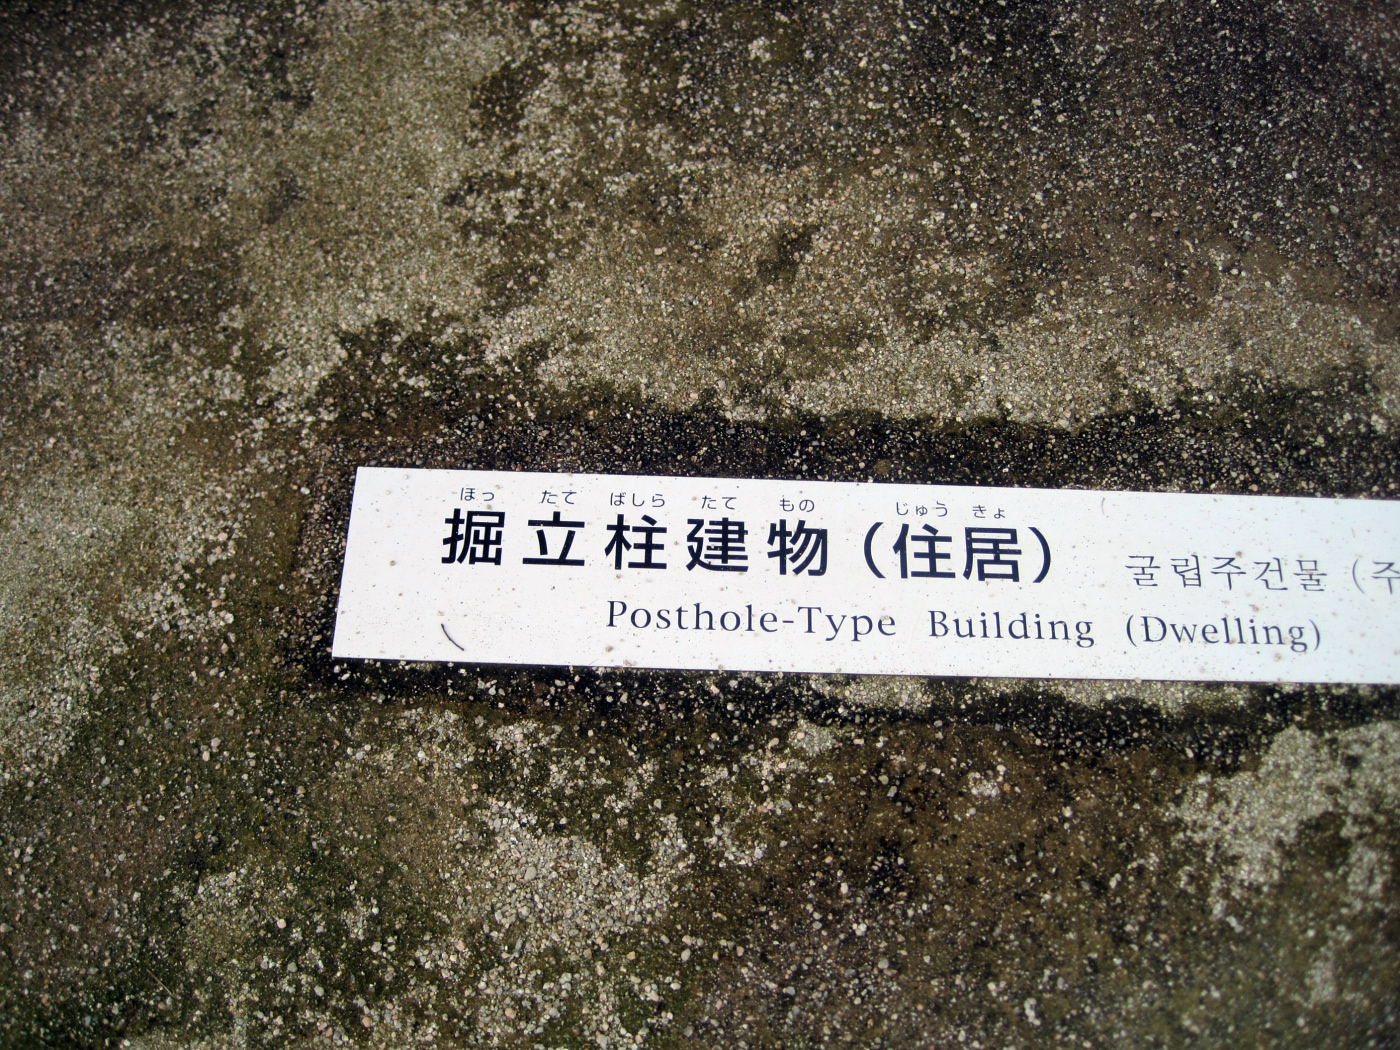 ほっ たて ばしら たて もの じゅう きょ
掘立柱建物（住居） 굴립주건물（주
Posthole-Type Building (Dwelling)